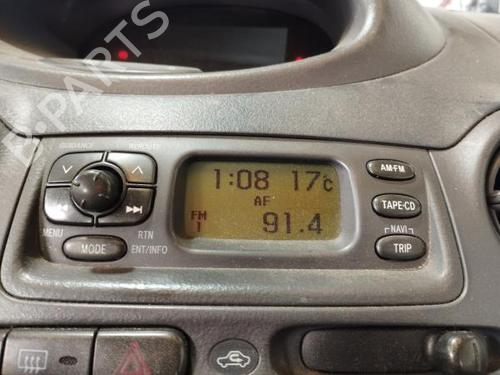 B-PARTS
GUIDANCE REROUTE
1:08 17°C
AF
FM
1 91.4
AM•FM
TAPE•CD
NAVI
TRIP
MENU
MODE
RTN
ENT/INFO